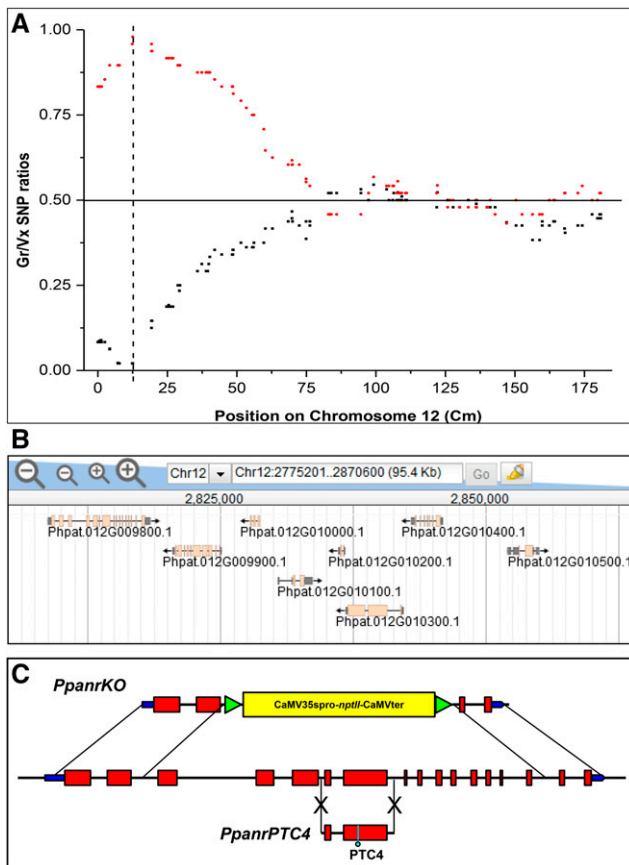 A
Gr/Vx SNP ratios
1.00
0.75
0.50
0.25
0.00
0 25 50 75 100 125 150 175
Position on Chromosome 12 (Cm)
B
Chr12 Chr12:2775201..2870600 (95.4 Kb) Go
2,825,000 2,850,000
Phpat.012G009800.1 Phpat.012G010000.1 Phpat.012G010400.1
Phpat.012G009900.1 Phpat.012G010200.1 Phpat.012G010500.1
Phpat.012G010100.1
Phpat.012G010300.1
C
PpanrKO
CaMV35spro-nptII-CaMVter
X X
PpanrPTC4
PTC4